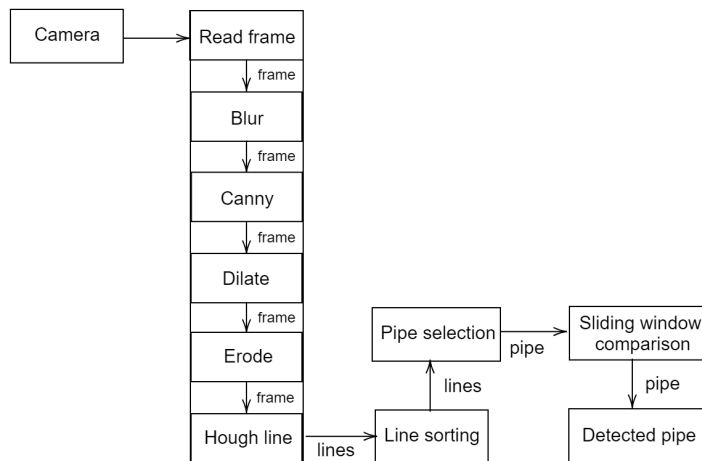 Camera
Read frame
frame
Blur
frame
Canny
frame
Dilate
frame
Erode
frame
Hough line
lines
Line sorting
lines
Pipe selection
pipe
Sliding window
comparison
pipe
Detected pipe